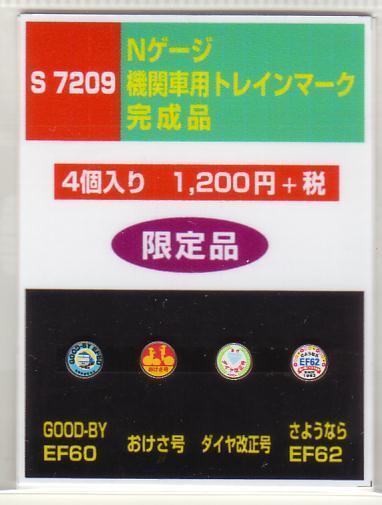 S 7209
Nゲージ
機関車用トレインマーク
完成品
4個入り 1,200円+税
限定品
GOOD-BY
EF60
おけさ号
ダイヤ改正号
さようなら
EF62